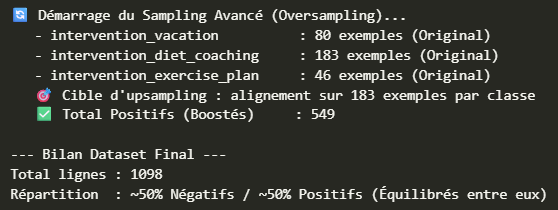 🔄 Démarrage du Sampling Avancé (Oversampling)...
- intervention_vacation : 80 exemples (Original)
- intervention_diet_coaching : 183 exemples (Original)
- intervention_exercise_plan : 46 exemples (Original)
🎯 Cible d'upsampling : alignement sur 183 exemples par classe
✅ Total Positifs (Boostés) : 549

--- Bilan Dataset Final ---
Total lignes : 1098
Répartition : ~50% Négatifs / ~50% Positifs (Équilibrés entre eux)